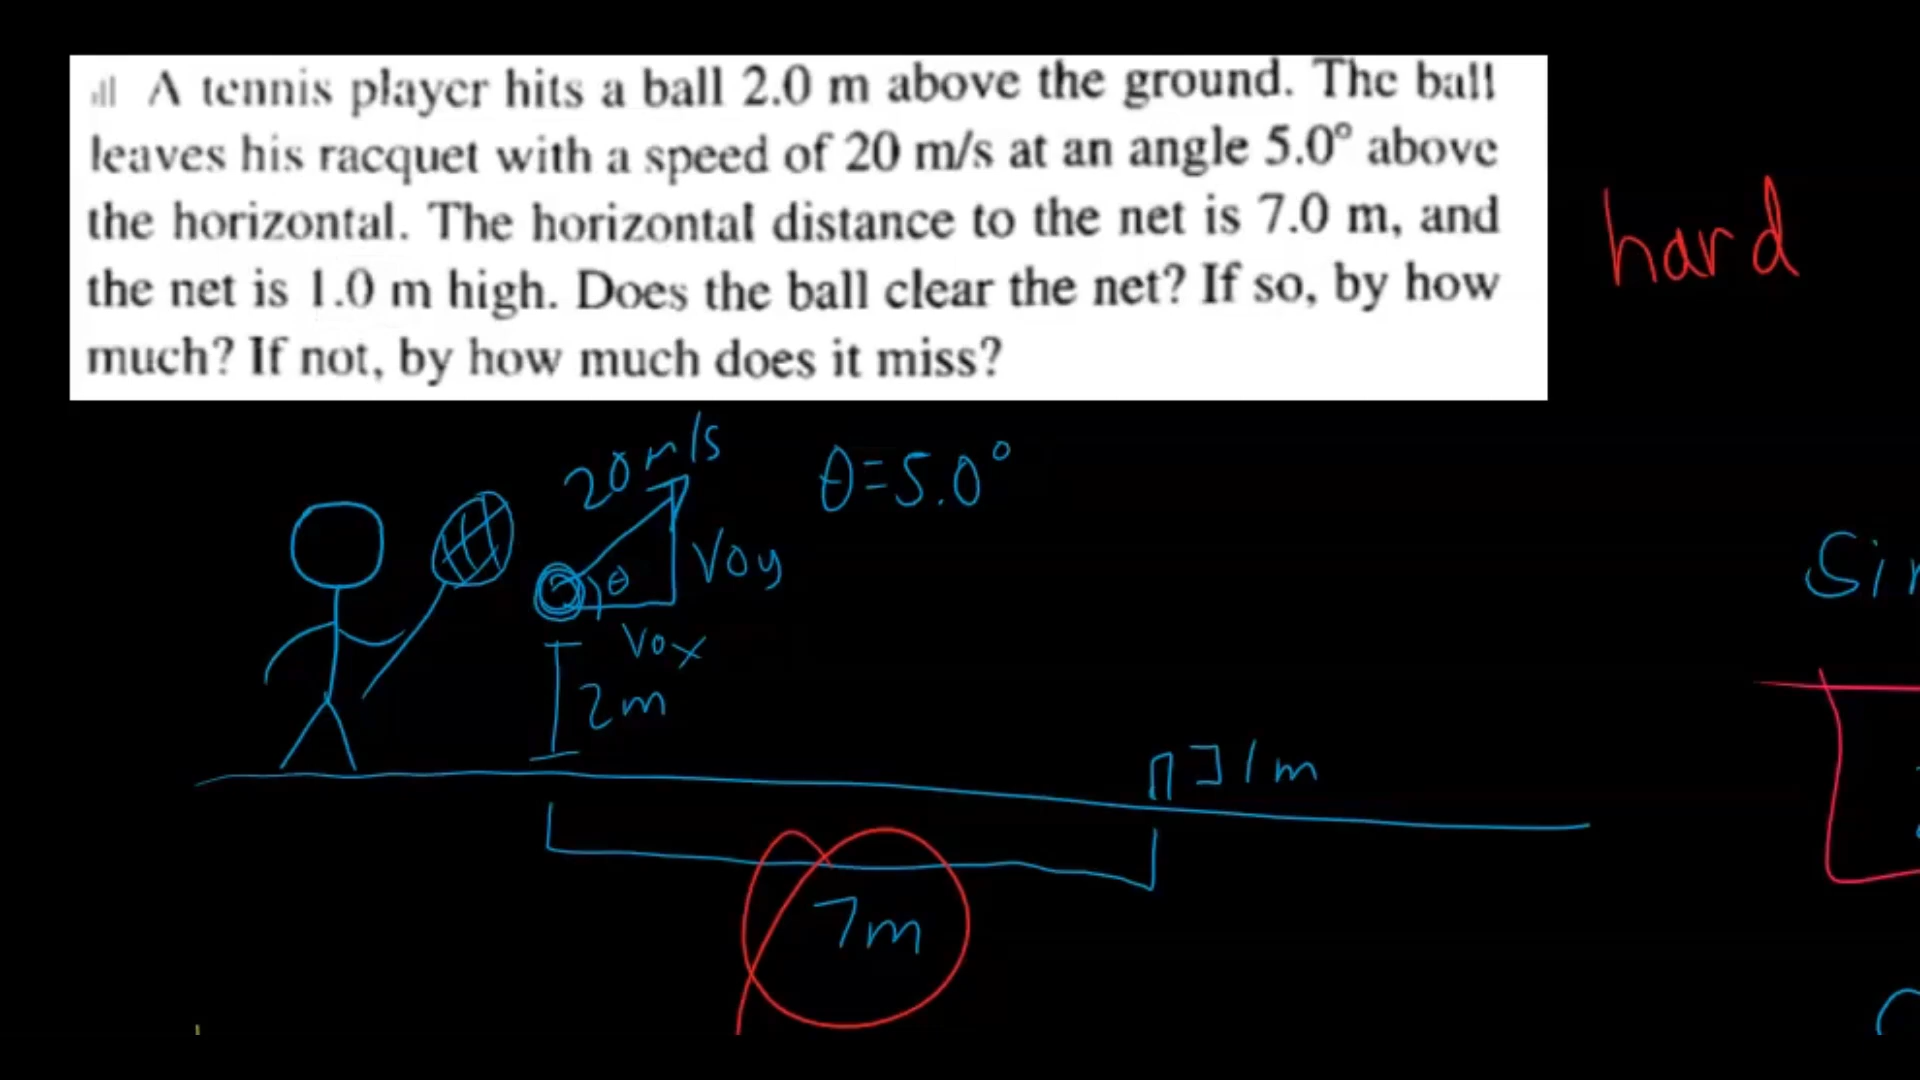 A tennis player hits a ball 2.0 m above the ground. The ball
leaves his racquet with a speed of 20 m/s at an angle 5.0° above
the horizontal. The horizontal distance to the net is 7.0 m, and
the net is 1.0 m high. Does the ball clear the net? If so, by how
much? If not, by how much does it miss?
hard
20 m/s
θ=5.0°
θ
Voy
Vox
2m
1m
7m